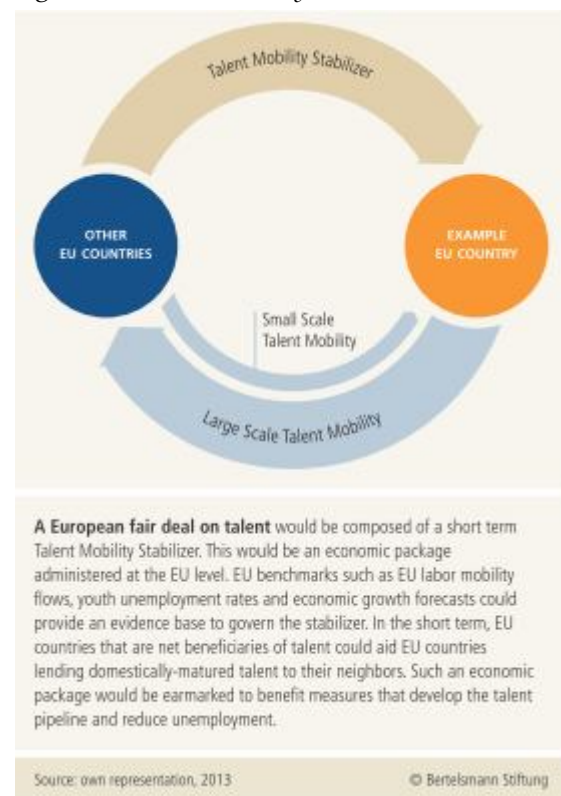 Talent Mobility Stabilizer
OTHER
EU COUNTRIES
EXAMPLE
EU COUNTRY
Small Scale
Talent Mobility
Large Scale Talent Mobility
A European fair deal on talent would be composed of a short term
Talent Mobility Stabilizer. This would be an economic package
administered at the EU level. EU benchmarks such as EU labor mobility
flows, youth unemployment rates and economic growth forecasts could
provide an evidence base to govern the stabilizer. In the short term, EU
countries that are net beneficiaries of talent could aid EU countries
lending domestically-matured talent to their neighbors. Such an economic
package would be earmarked to benefit measures that develop the talent
pipeline and reduce unemployment.
Source: own representation, 2013
© Bertelsmann Stiftung